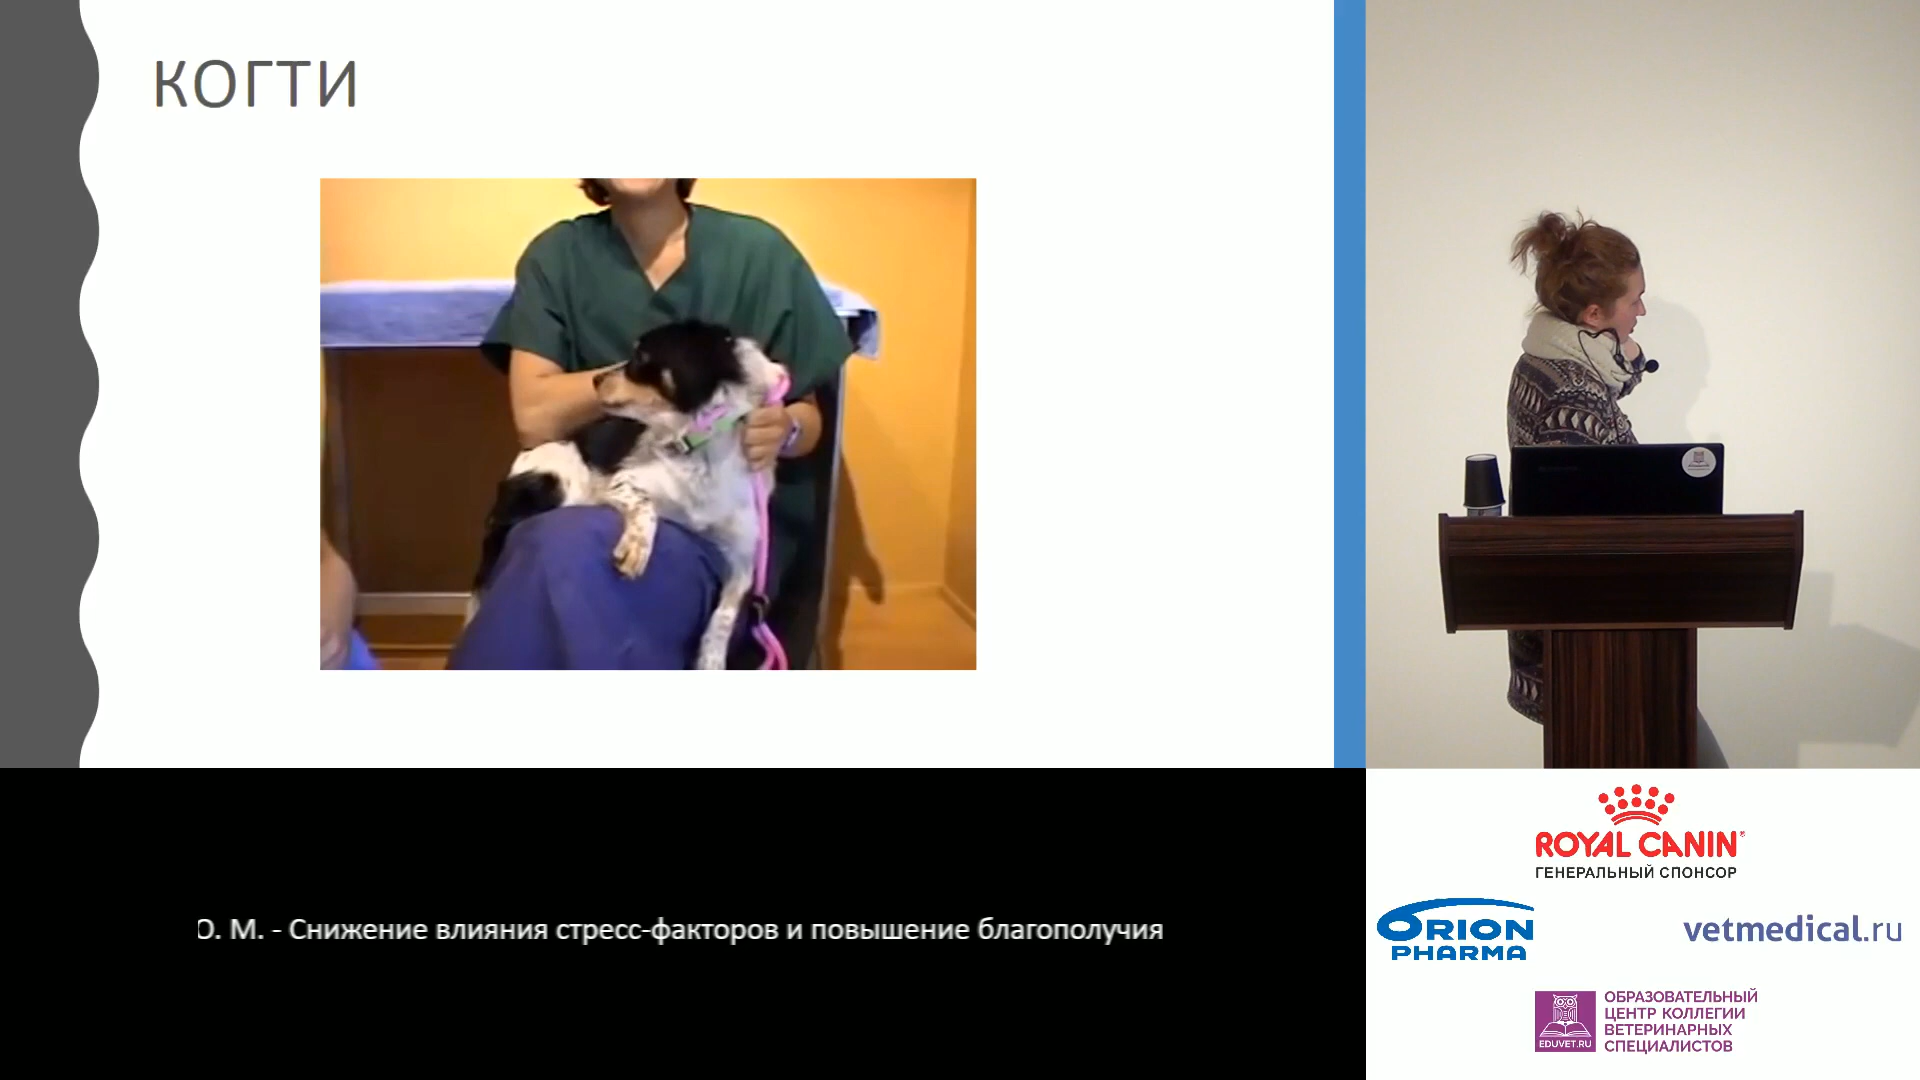 КОГТИ
О. М. - Снижение влияния стресс-факторов и повышение благополучия
ROYAL CANIN
ГЕНЕРАЛЬНЫЙ СПОНСОР
ORION
PHARMA
vetmedical.ru
EDUVET.RU
ОБРАЗОВАТЕЛЬНЫЙ
ЦЕНТР КОЛЛЕГИИ
ВЕТЕРИНАРНЫХ
СПЕЦИАЛИСТОВ